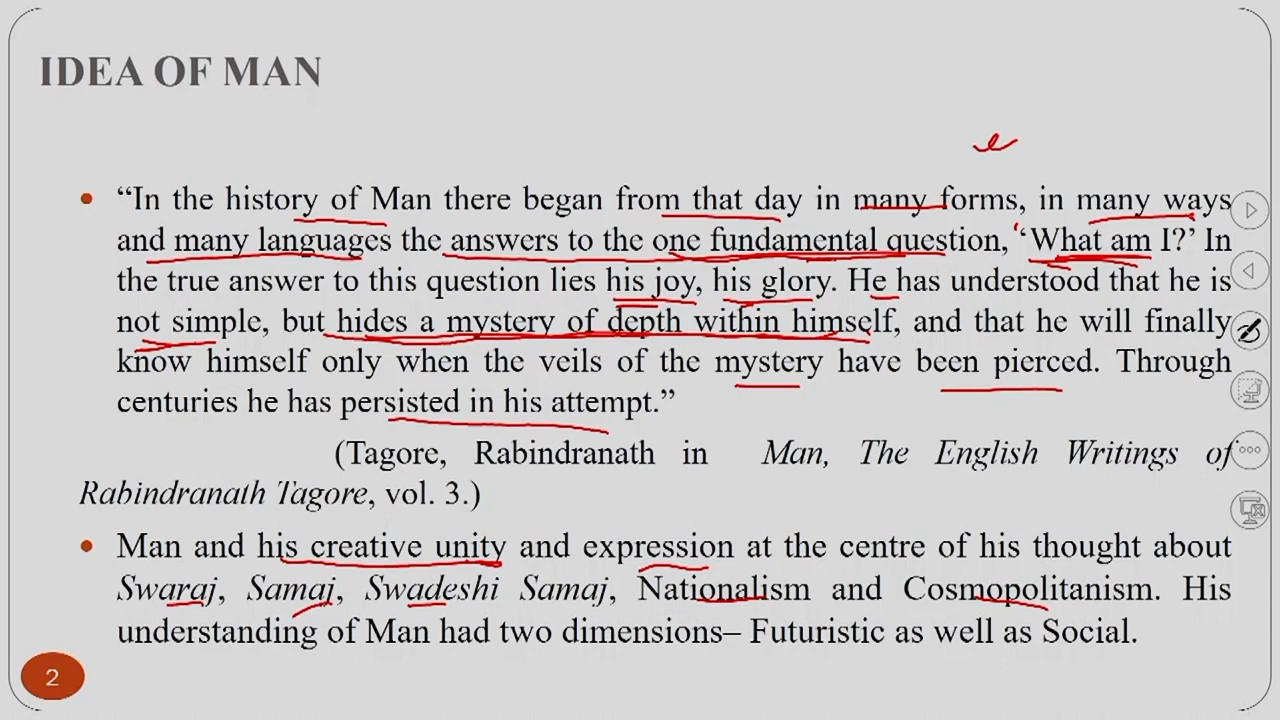 IDEA OF MAN
• “In the history of Man there began from that day in many forms, in many ways
and many languages the answers to the one fundamental question, ‘What am I?’ In
the true answer to this question lies his joy, his glory. He has understood that he is
not simple, but hides a mystery of depth within himself, and that he will finally
know himself only when the veils of the mystery have been pierced. Through
centuries he has persisted in his attempt.”
(Tagore, Rabindranath in Man, The English Writings of
Rabindranath Tagore, vol. 3.)
• Man and his creative unity and expression at the centre of his thought about
Swaraj, Samaj, Swadeshi Samaj, Nationalism and Cosmopolitanism. His
understanding of Man had two dimensions– Futuristic as well as Social.
2